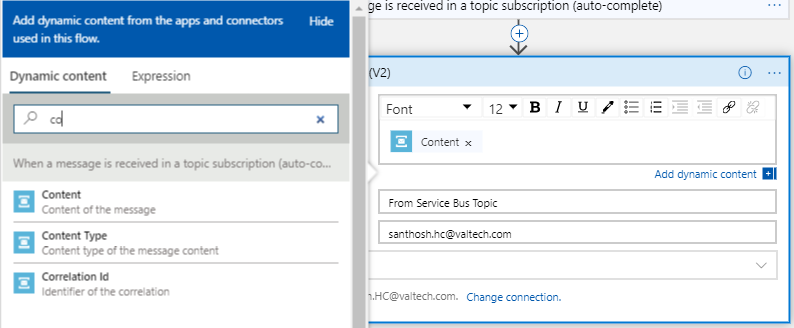 Add dynamic content from the apps and connectors
used in this flow.
Hide
Dynamic content
Expression
co
When a message is received in a topic subscription (auto-co...
Content
Content of the message
Content Type
Content type of the message content
Correlation Id
Identifier of the correlation
is received in a topic subscription (auto-complete)
(V2)
Font
12
B I U
Content ×
Add dynamic content
From Service Bus Topic
santhosh.hc@valtech.com
.HC@valtech.com. Change connection.